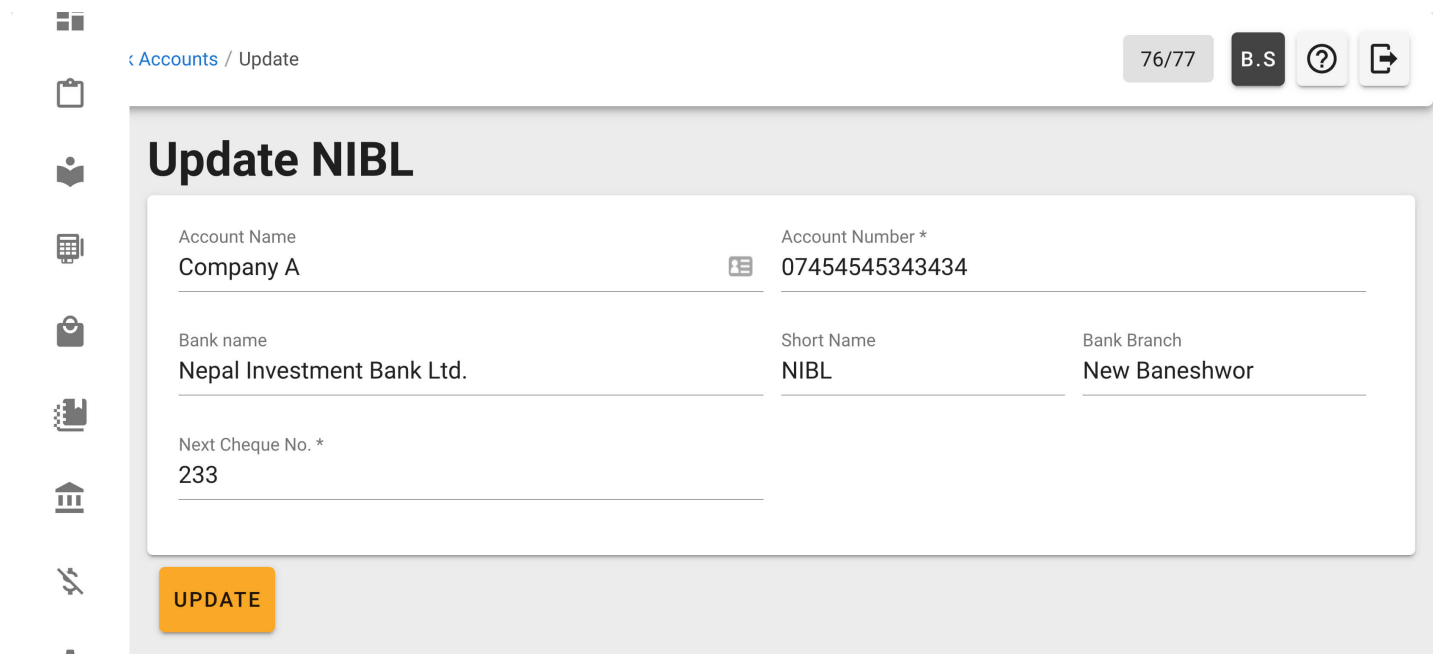 Accounts / Update
76/77
B.S
Update NIBL
Account Name
Company A
Account Number *
07454545343434
Bank name
Nepal Investment Bank Ltd.
Short Name
NIBL
Bank Branch
New Baneshwor
Next Cheque No. *
233
UPDATE